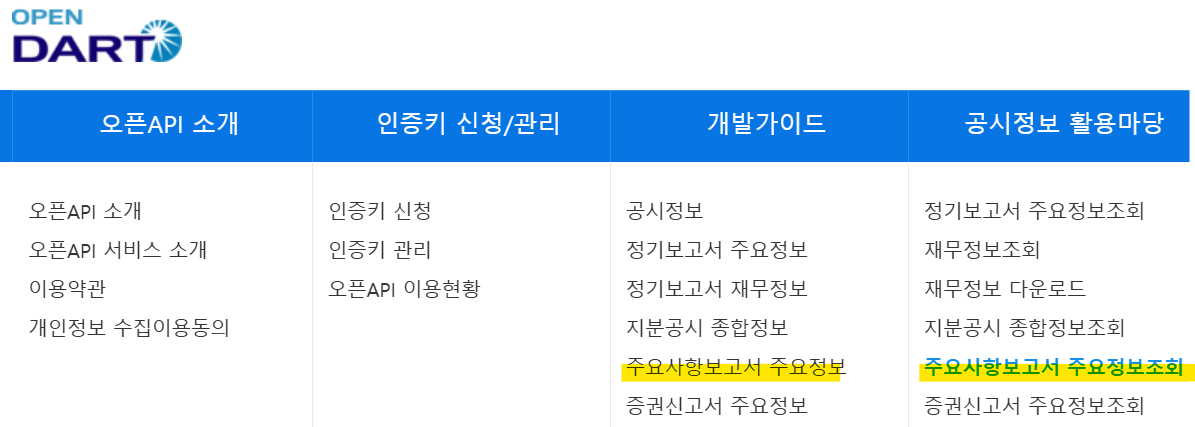 OPEN
DART
오픈API 소개
인증키 신청/관리
개발가이드
공시정보 활용마당
오픈API 소개
오픈API 서비스 소개
이용약관
개인정보 수집이용동의
인증키 신청
인증키 관리
오픈API 이용현황
공시정보
정기보고서 주요정보
정기보고서 재무정보
지분공시 종합정보
주요사항보고서 주요정보
증권신고서 주요정보
정기보고서 주요정보조회
재무정보조회
재무정보 다운로드
지분공시 종합정보조회
주요사항보고서 주요정보조회
증권신고서 주요정보조회